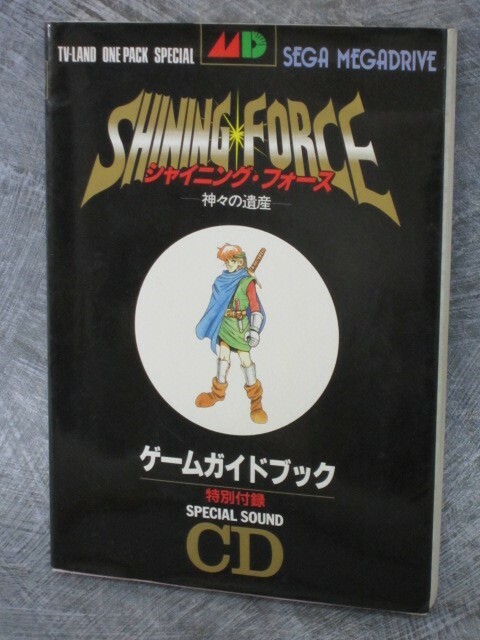 TV-LAND ONE PACK SPECIAL
MD
SEGA MEGADRIVE
SHINING FORCE
シャイニング・フォース
神々の遺産
ゲームガイドブック
特別付録
SPECIAL SOUND
CD